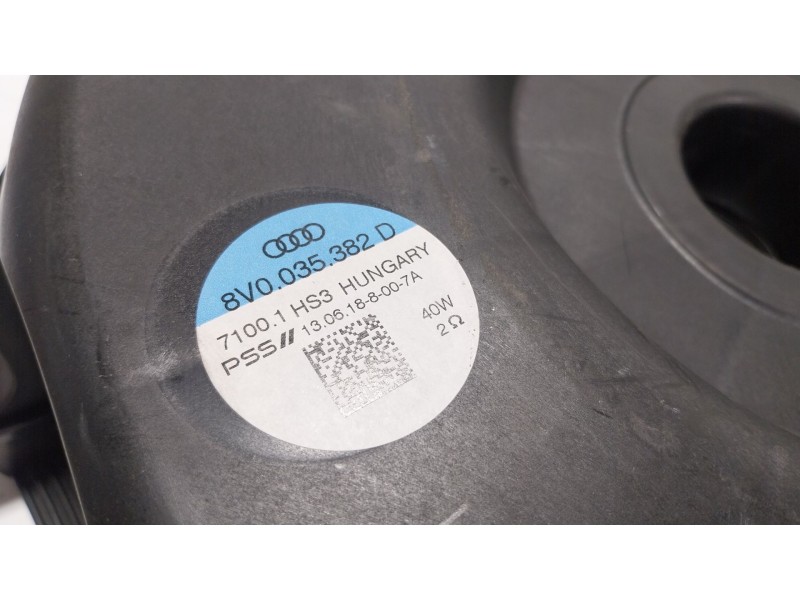 8V0.035.382 D
7100.1 HS3 HUNGARY
PSS 13.06.18-8-00-7A
40W
2Ω